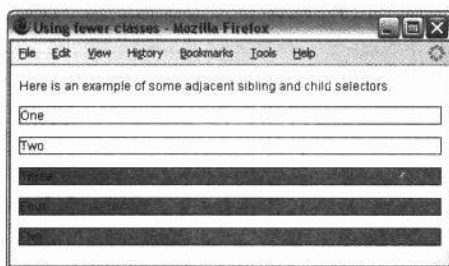 Using fewer classes - Mozilla Firefox
File Edit View History Bookmarks Tools Help
Here is an example of some adjacent sibling and child selectors.
One
Two